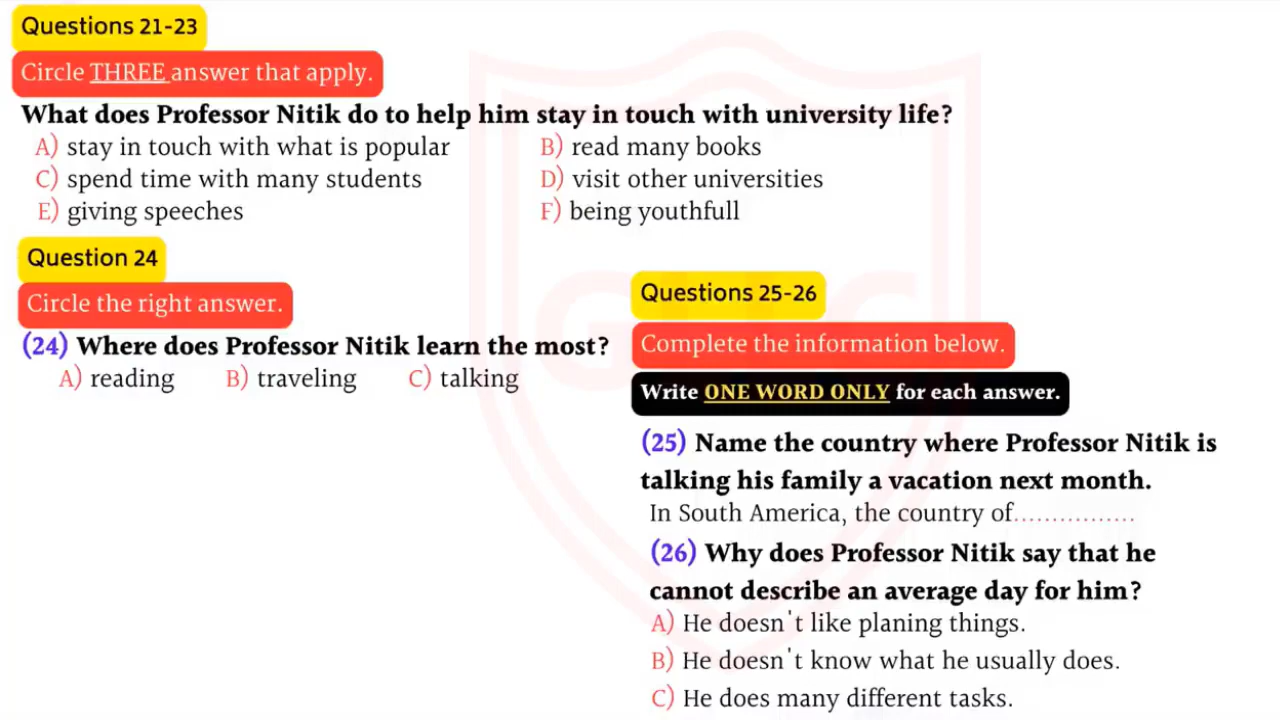 Questions 21-23
Circle THREE answer that apply.
What does Professor Nitik do to help him stay in touch with university life?
A) stay in touch with what is popular B) read many books
C) spend time with many students D) visit other universities
E) giving speeches F) being youthfull
Question 24
Circle the right answer.
(24) Where does Professor Nitik learn the most?
A) reading B) traveling C) talking
Questions 25-26
Complete the information below.
Write ONE WORD ONLY for each answer.
(25) Name the country where Professor Nitik is
talking his family a vacation next month.
In South America, the country of................
(26) Why does Professor Nitik say that he
cannot describe an average day for him?
A) He doesn't like planing things.
B) He doesn't know what he usually does.
C) He does many different tasks.